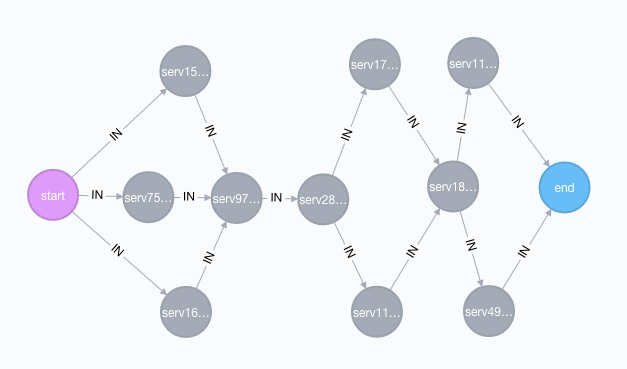 serv15...
serv17...
serv11...
IN
IN
IN
IN
IN
IN
start
IN
serv75...
IN
serv97...
IN
serv28...
serv18...
end
IN
IN
IN
IN
IN
IN
serv16...
serv11...
serv49...